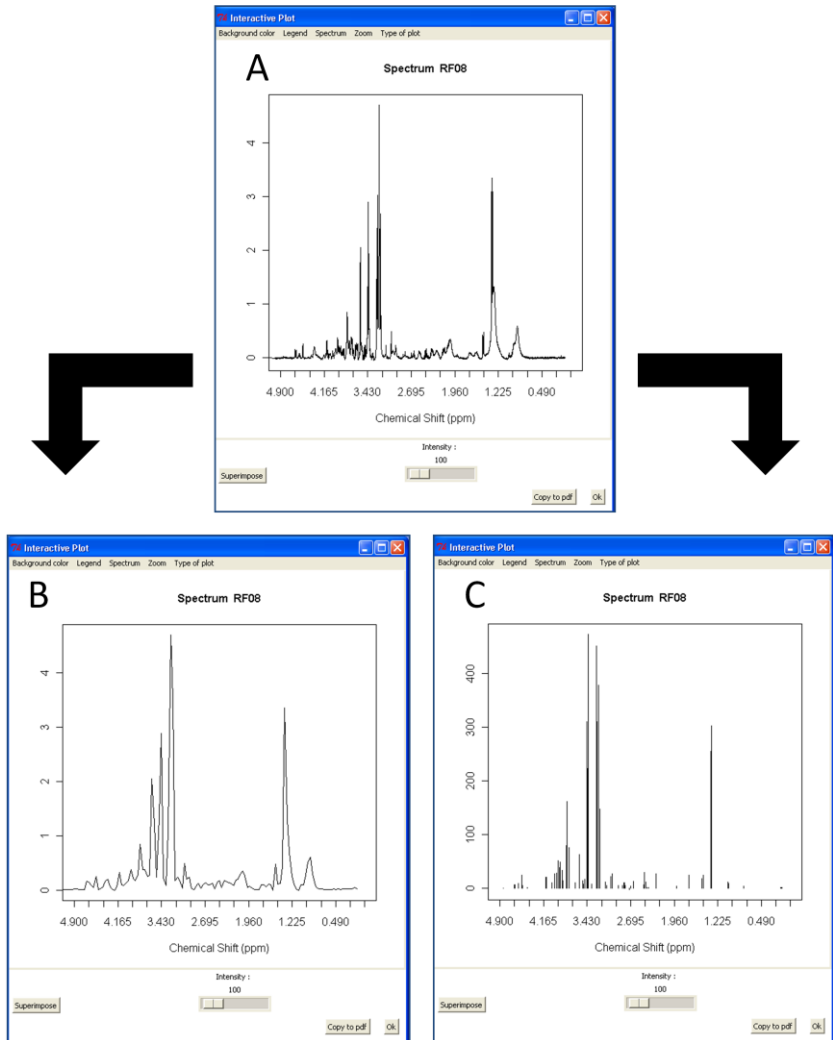 Interactive Plot
Background color Legend Spectrum Zoom Type of plot
A
Spectrum RF08
4
3
2
1
0
4.900 4.165 3.430 2.695 1.960 1.225 0.490
Chemical Shift (ppm)
Intensity :
100
Superimpose
Copy to pdf Ok
Interactive Plot
Background color Legend Spectrum Zoom Type of plot
B
Spectrum RF08
4
3
2
1
0
4.900 4.165 3.430 2.695 1.960 1.225 0.490
Chemical Shift (ppm)
Intensity :
100
Superimpose
Copy to pdf Ok
Interactive Plot
Background color Legend Spectrum Zoom Type of plot
C
Spectrum RF08
400
300
200
100
0
4.900 4.165 3.430 2.695 1.960 1.225 0.490
Chemical Shift (ppm)
Intensity :
100
Superimpose
Copy to pdf Ok